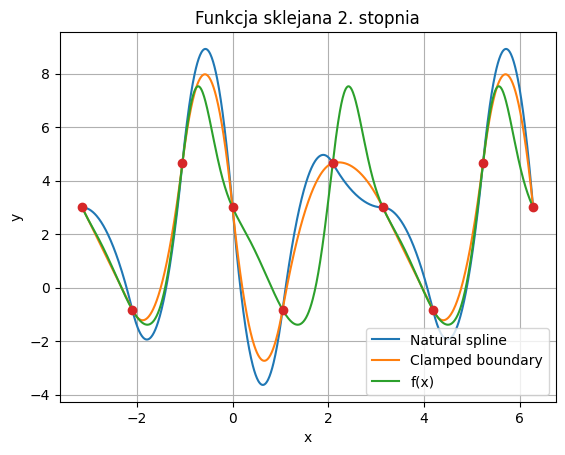 Funkcja sklejana 2. stopnia
y
8
6
4
2
0
−2
−4
−2
0
2
4
6
x
Natural spline
Clamped boundary
f(x)